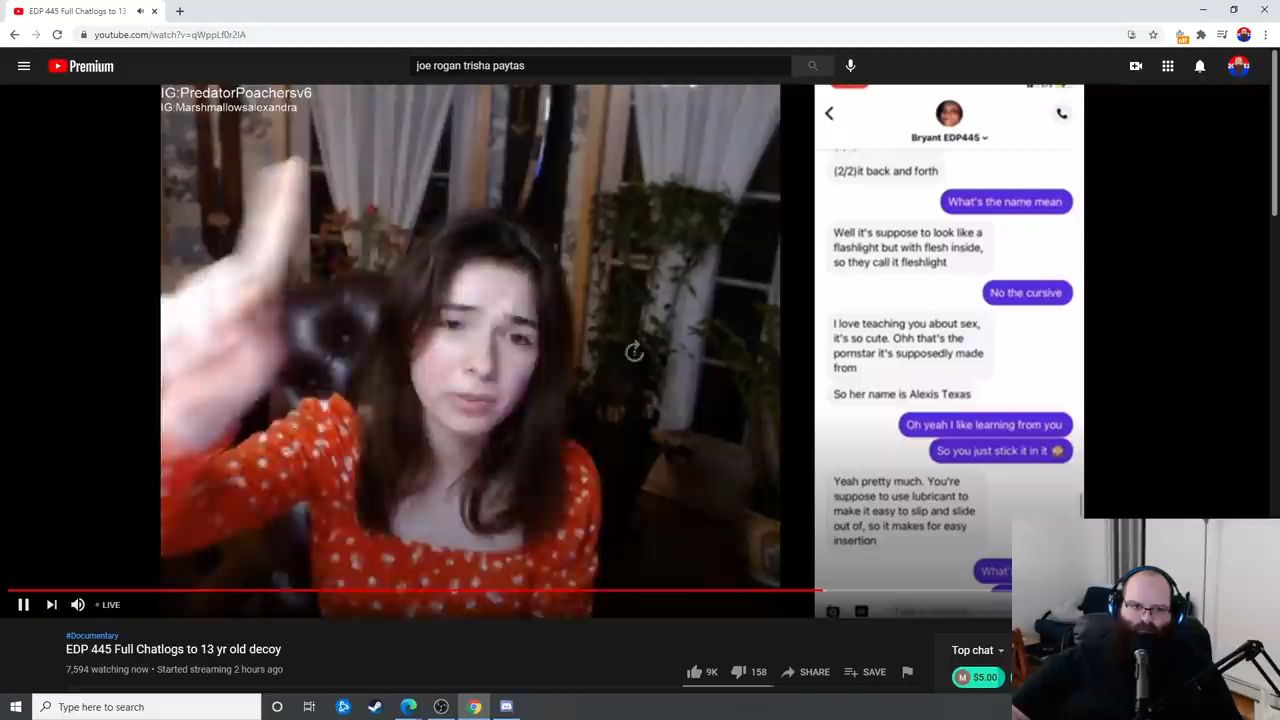 EDP 445 Full Chatlogs to 13
youtube.com/watch?v=qWppLf0r2IA
off
Premium
joe rogan trisha paytas
IG:PredatorPoachersv6
IG:Marshmallowsalexandra
Bryant EDP445
(2/2)it back and forth
What's the name mean
Well it's suppose to look like a
flashlight but with flesh inside,
so they call it fleshlight
No the cursive
I love teaching you about sex,
it's so cute. Ohh that's the
pornstar it's supposedly made
from
So her name is Alexis Texas
Oh yeah I like learning from you
So you just stick it in it
Yeah pretty much. You're
suppose to use lubricant to
make it easy to slip and slide
out of, so it makes for easy
insertion
What'
LIVE
#Documentary
EDP 445 Full Chatlogs to 13 yr old decoy
7,594 watching now • Started streaming 2 hours ago
9K
158
SHARE
SAVE
Top chat
M $5.00
Type here to search